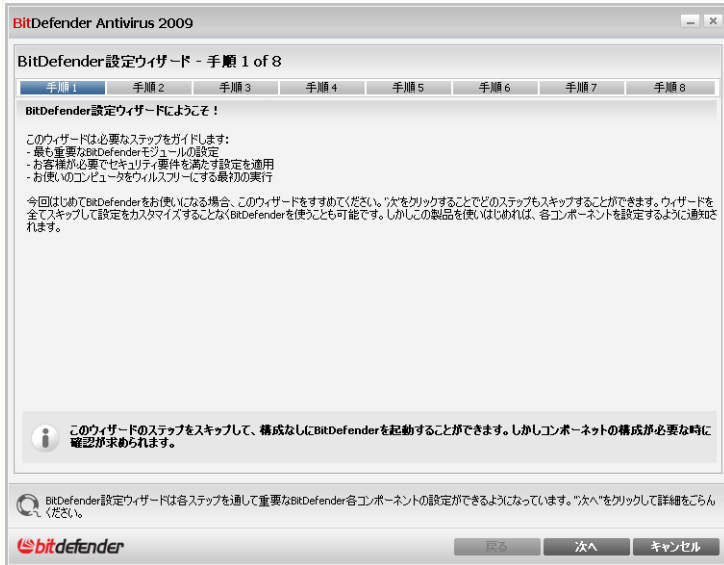 BitDefender Antivirus 2009
BitDefender設定ウィザード - 手順 1 of 8
手順 1 手順 2 手順 3 手順 4 手順 5 手順 6 手順 7 手順 8
BitDefender設定ウィザードにようこそ！
このウィザードは必要なステップをガイドします:
- 最も重要なBitDefenderモジュールの設定
- お客様が必要でセキュリティ要件を満たす設定を適用
- お使いのコンピュータをウィルスフリーにする最初の実行
今回はじめてBitDefenderをお使いになる場合、このウィザードをすすめてください。'次'をクリックすることでどのステップもスキップすることができます。ウィザードを
全てスキップして設定をカスタマイズすることなくBitDefenderを使うことも可能です。しかしこの製品を使いはじめれば、各コンポーネントを設定するように通知さ
れます。
このウィザードのステップをスキップして、構成なしにBitDefenderを起動することができます。しかしコンポーネットの構成が必要な時に
確認が求められます。
BitDefender設定ウィザードは各ステップを通して重要なBitDefender各コンポーネントの設定ができるようになっています。"次へ"をクリックして詳細をごらん
ください。
bitdefender
戻る 次へ キャンセル